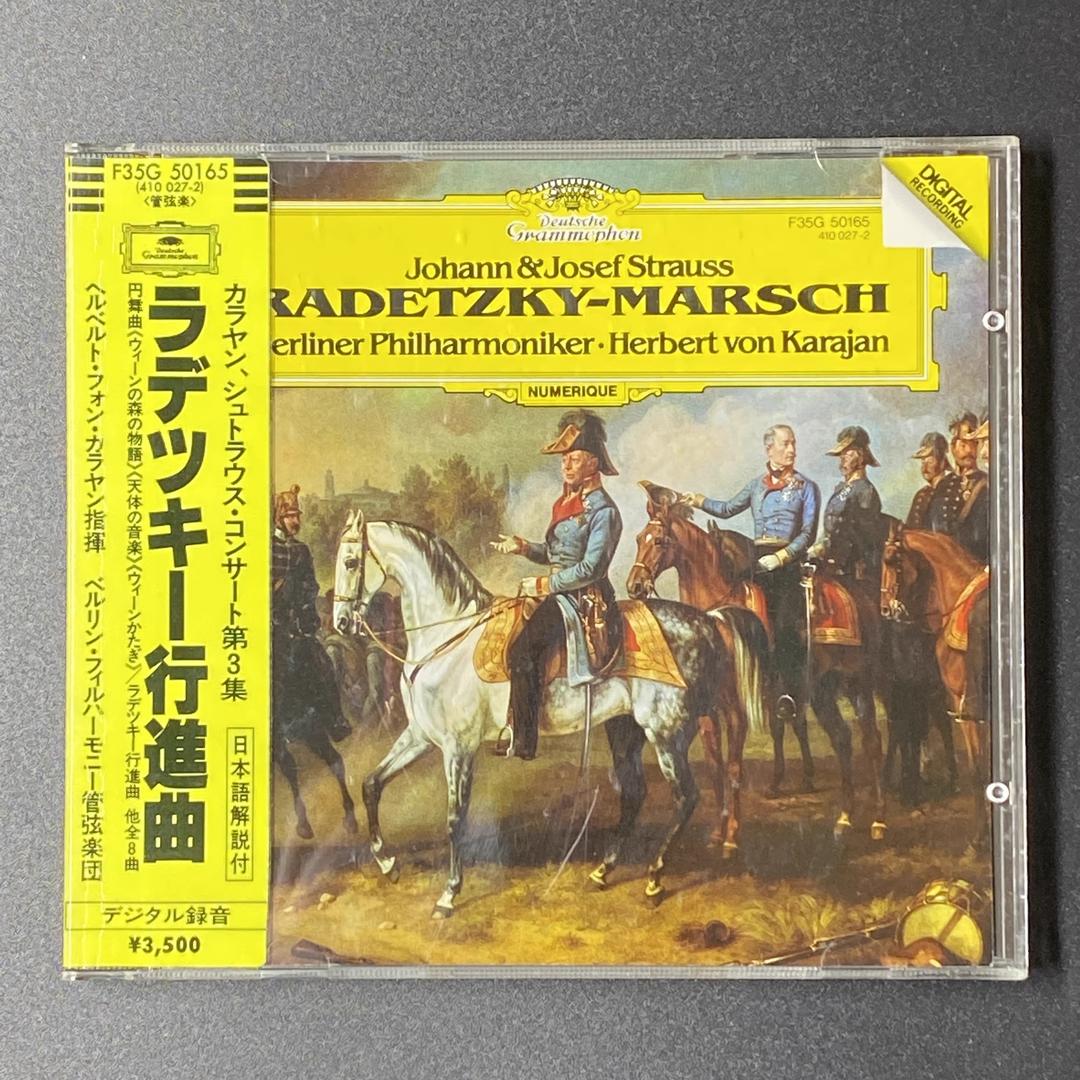 F35G 50165
(410 027-2)
〈管弦楽〉
Deutsche
Grammophon
カラヤン、シュトラウス・コンサート第3集
日本語解説付
ラデツキー行進曲
円舞曲〈ウィーンの森の物語〉〈天体の音楽〉〈ウィーンかたぎ〉/ラデツキー行進曲 他全8曲
ヘルベルト・フォン・カラヤン指揮 ベルリン・フィルハーモニー管弦楽団
デジタル録音
¥3,500
Deutsche
Grammophon
F35G 50165
410 027-2
DIGITAL
RECORDING
Johann & Josef Strauss
RADETZKY-MARSCH
erliner Philharmoniker · Herbert von Karajan
NUMERIQUE